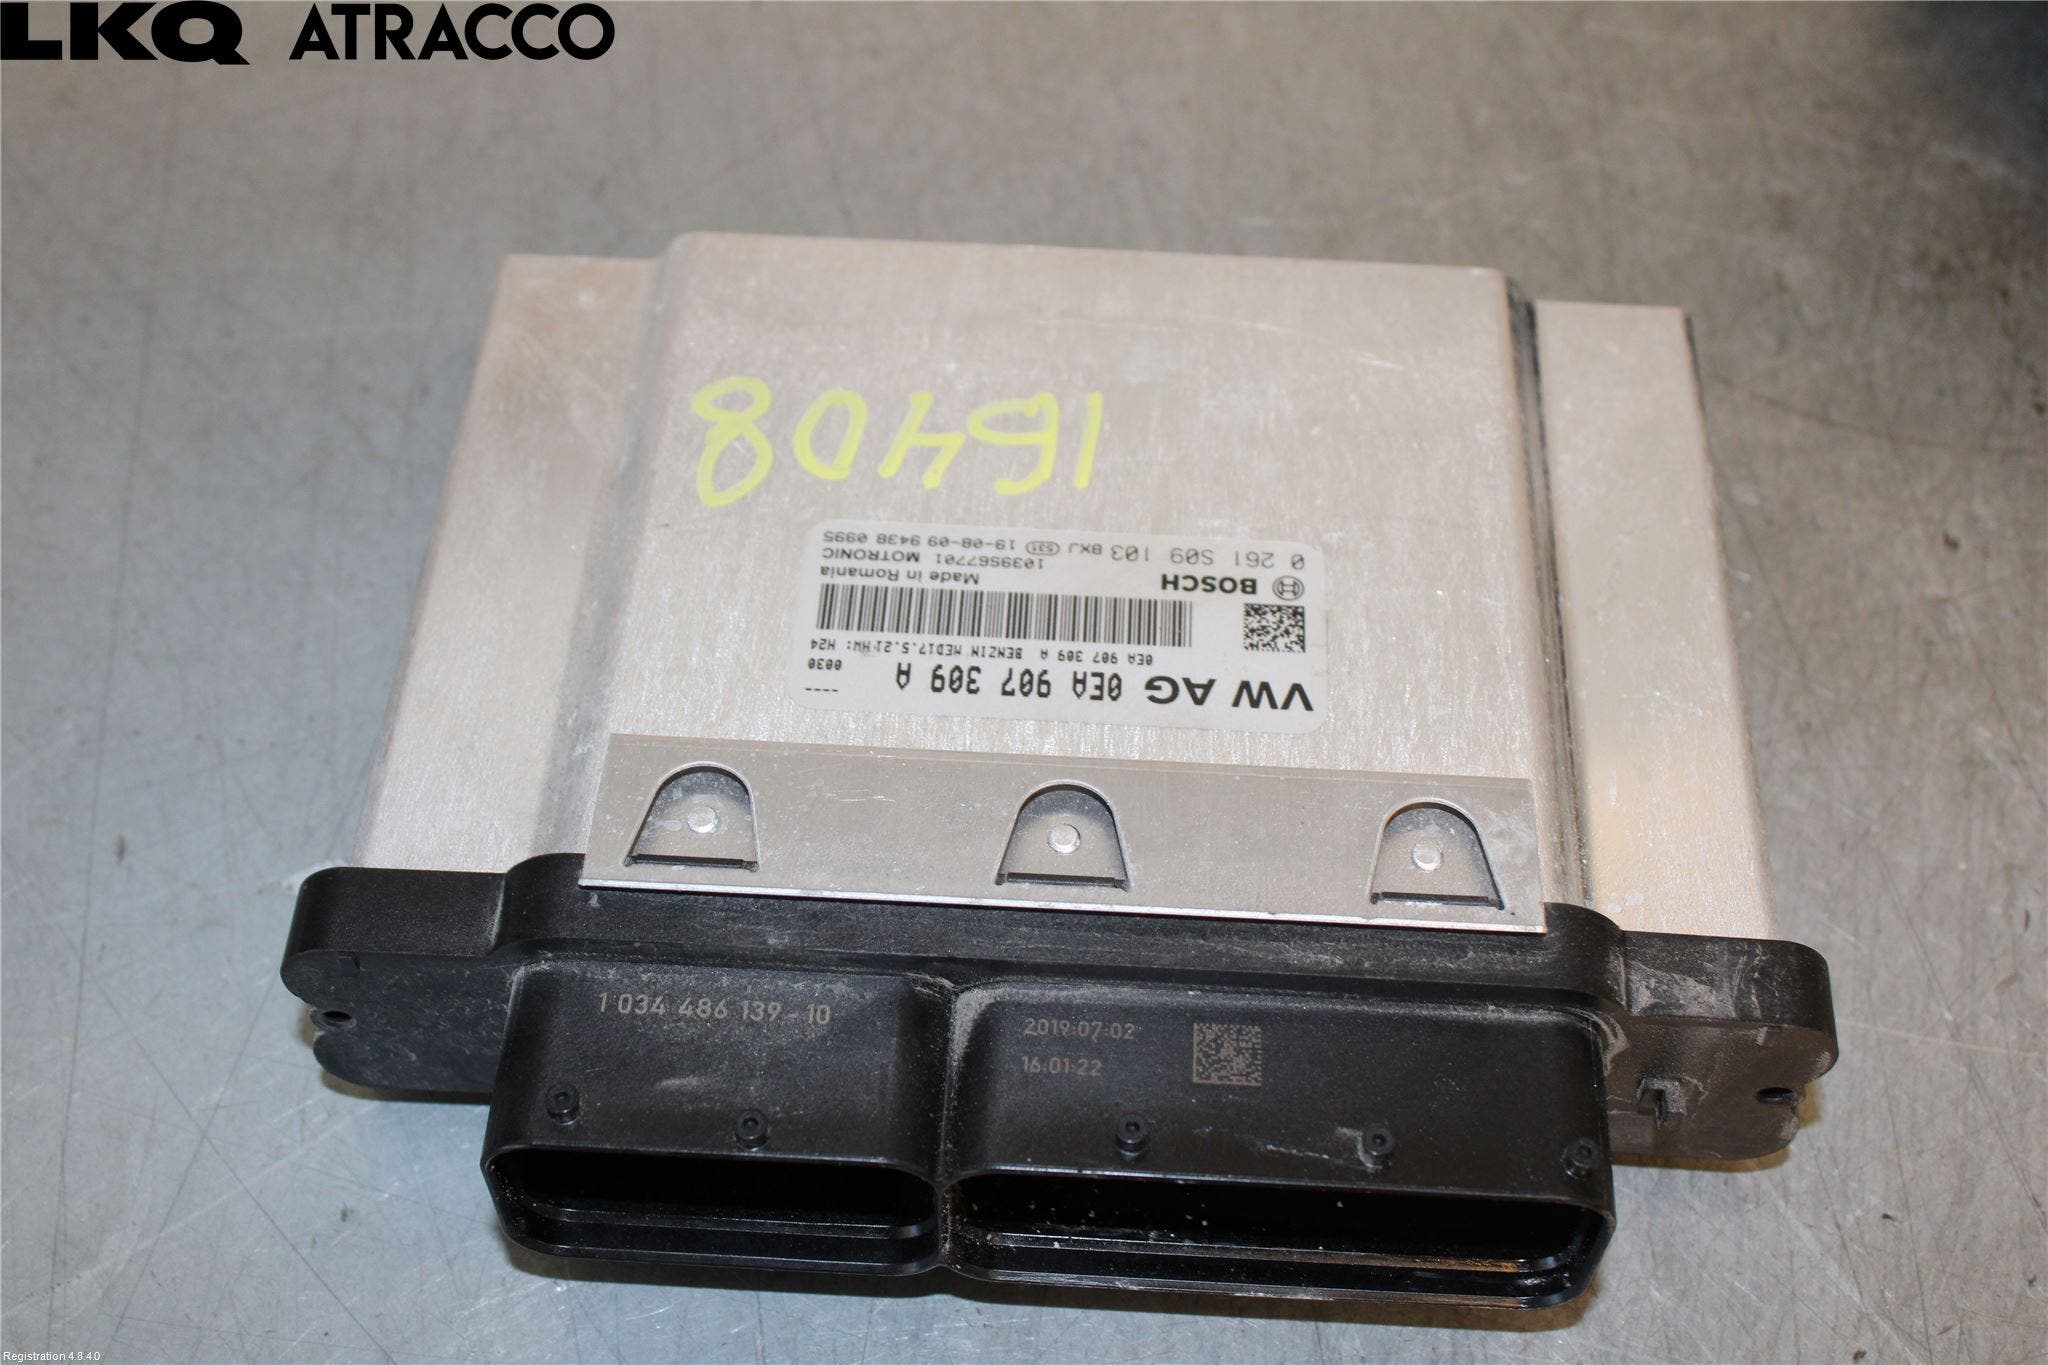 LKQ ATRACCO
16408
VW AG 0EA 907 309 A
---- 0030
0EA 907 309 A BENZIN MED17.5.21 HW: H24
BOSCH
Made in Romania
1039S67701 MOTRONIC
0 261 S09 103 BXJ 531 19-08-09 9438 0995
1 034 486 139-10
2019:07:02
16:01:22
Registration 4.8.4.0